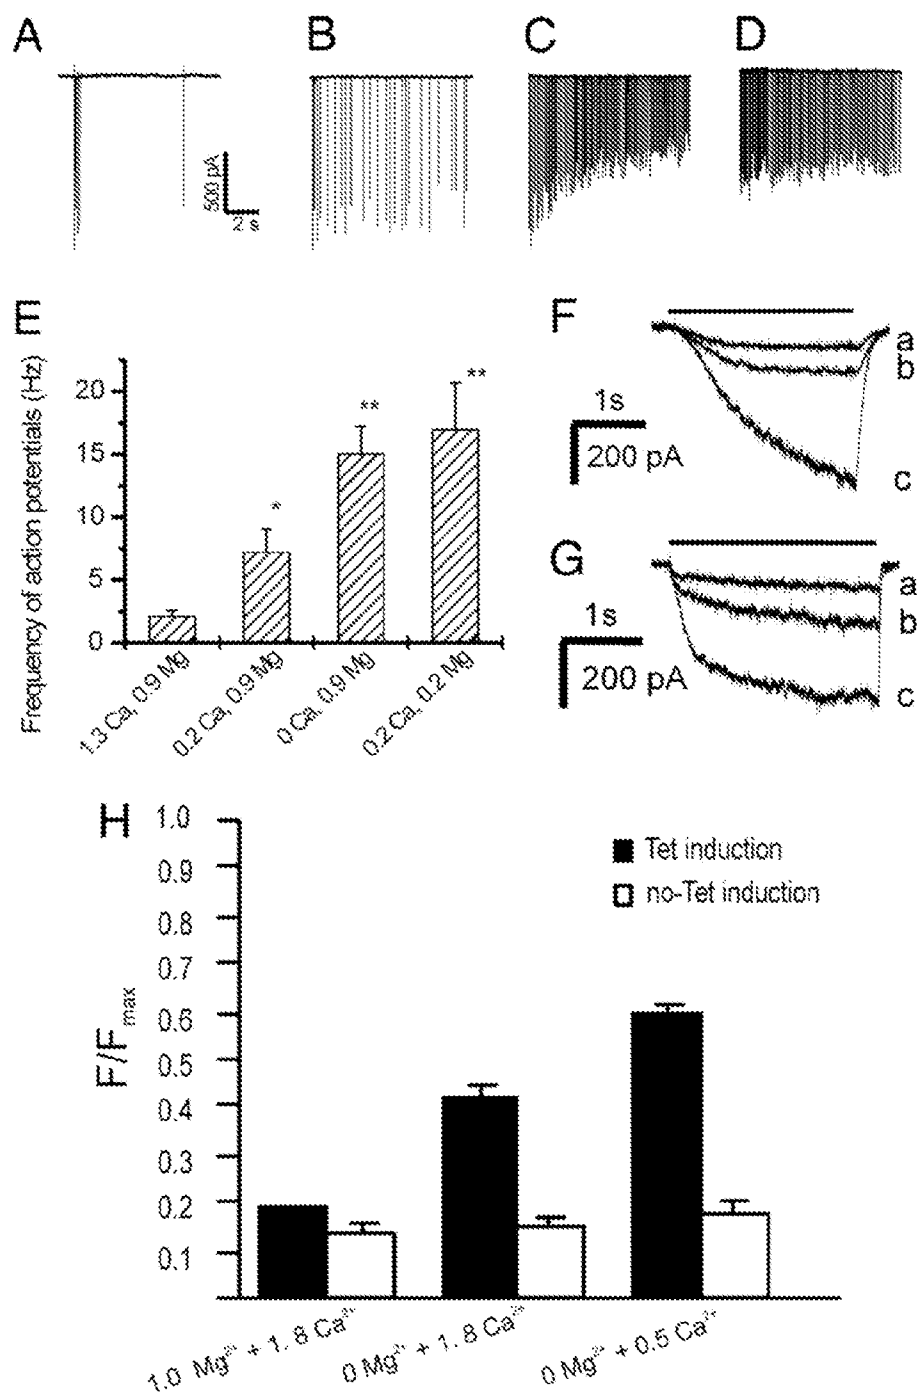 A
B
C
D
500 pA
2 s
E
Frequency of action potentials (Hz)
20
15
10
5
0
*
**
**
1.3 Ca, 0.9 Mg
0.2 Ca, 0.9 Mg
0 Ca, 0.9 Mg
0.2 Ca, 0.2 Mg
F
1s
200 pA
a
b
c
G
1s
200 pA
a
b
c
H
F/Fmax
1.0
0.9
0.8
0.7
0.6
0.5
0.4
0.3
0.2
0.1
Tet induction
no-Tet induction
1.0 Mg²⁺ + 1.8 Ca²⁺
0 Mg²⁺ + 1.8 Ca²⁺
0 Mg²⁺ + 0.5 Ca²⁺